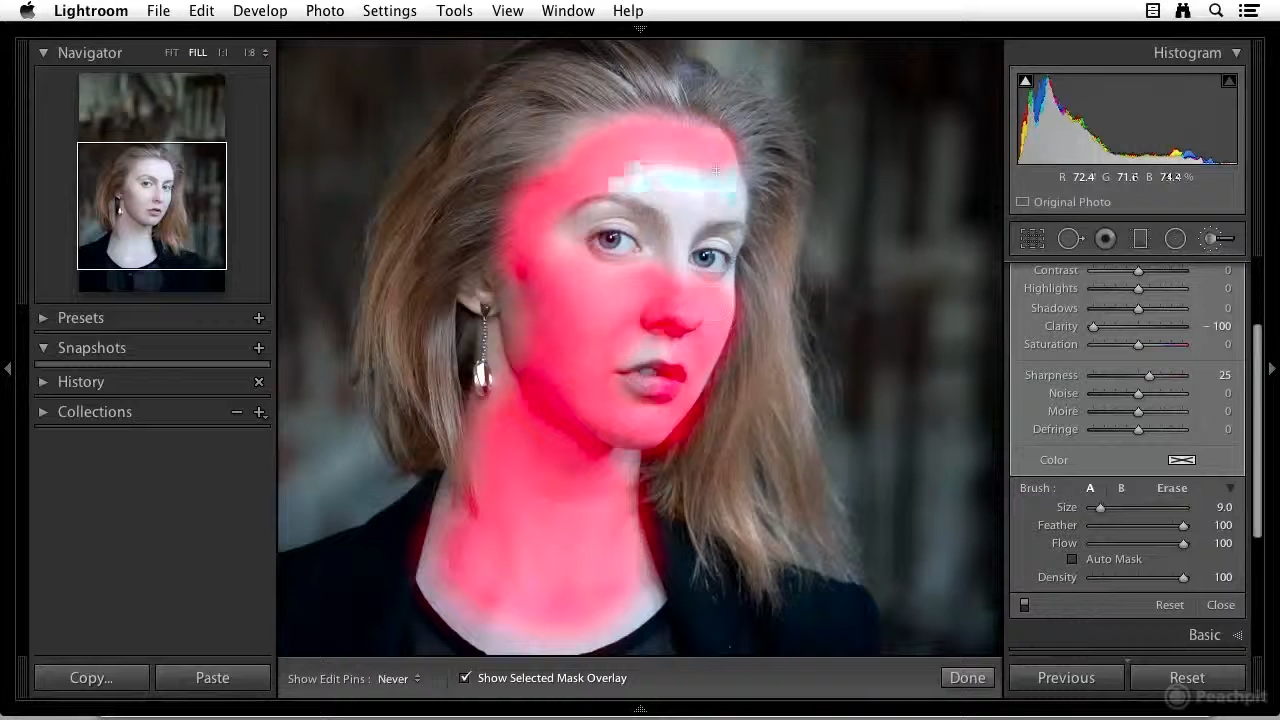 Lightroom File Edit Develop Photo Settings Tools View Window Help
Navigator FIT FILL 1:1 1:8
Histogram
R 72.4 G 71.6 B 74.4 %
Original Photo
Contrast 0
Highlights 0
Shadows 0
Clarity – 100
Saturation 0
Sharpness 25
Noise 0
Moire 0
Defringe 0
Color
Brush : A B Erase
Size 9.0
Feather 100
Flow 100
Auto Mask
Density 100
Reset Close
Basic
Presets
Snapshots
History
Collections
Copy... Paste
Show Edit Pins : Never Show Selected Mask Overlay Done
Previous Reset
Peachpit